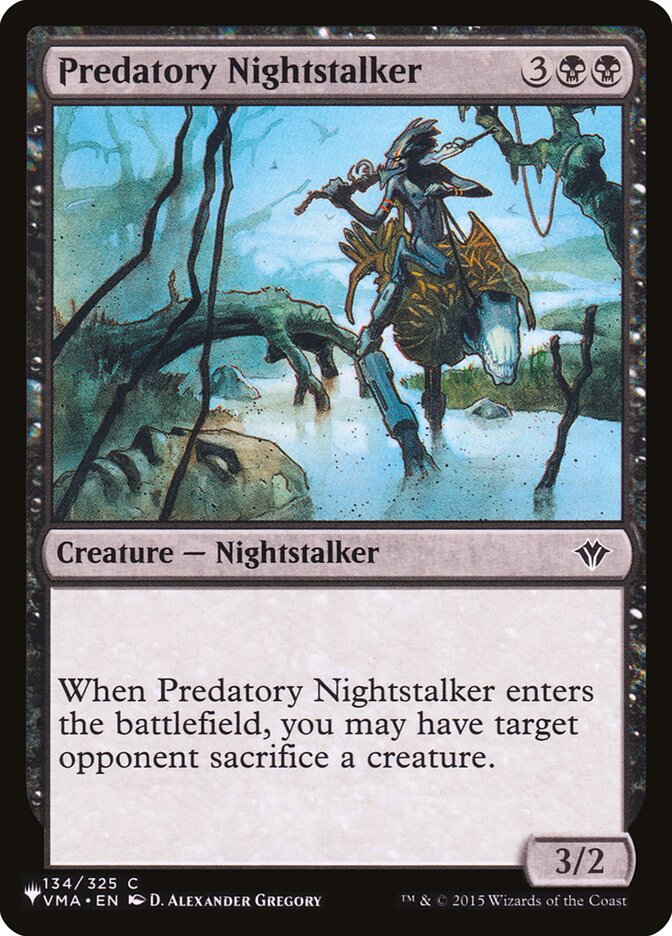 Predatory Nightstalker 3
Creature — Nightstalker
When Predatory Nightstalker enters
the battlefield, you may have target
opponent sacrifice a creature.
3/2
134/325 C
VMA • EN D. Alexander Gregory
™ & © 2015 Wizards of the Coast